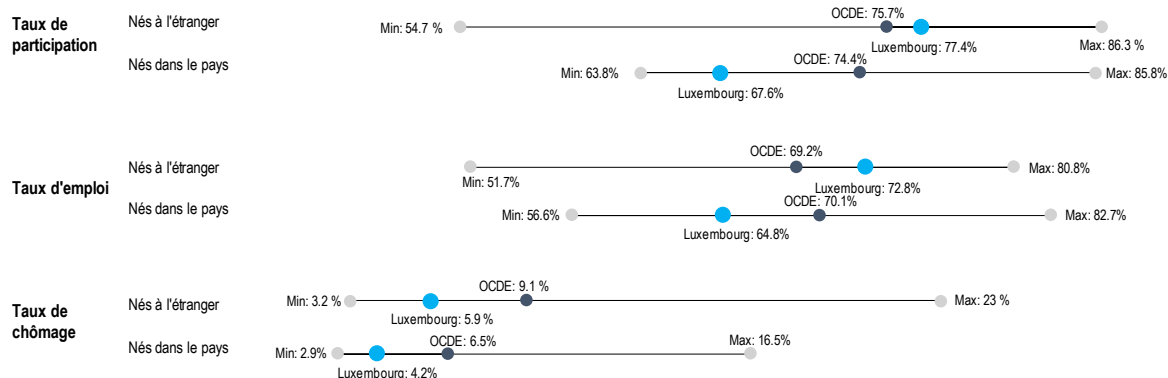 Taux de
participation
Nés à l'étranger
Min: 54.7 %
OCDE: 75.7%
Luxembourg: 77.4%
Max: 86.3 %
Nés dans le pays
Min: 63.8%
OCDE: 74.4%
Luxembourg: 67.6%
Max: 85.8%
Taux d'emploi
Nés à l'étranger
Min: 51.7%
OCDE: 69.2%
Luxembourg: 72.8%
Max: 80.8%
Nés dans le pays
Min: 56.6%
OCDE: 70.1%
Luxembourg: 64.8%
Max: 82.7%
Taux de
chômage
Nés à l'étranger
Min: 3.2 %
OCDE: 9.1 %
Luxembourg: 5.9 %
Max: 23 %
Nés dans le pays
Min: 2.9%
OCDE: 6.5%
Luxembourg: 4.2%
Max: 16.5%